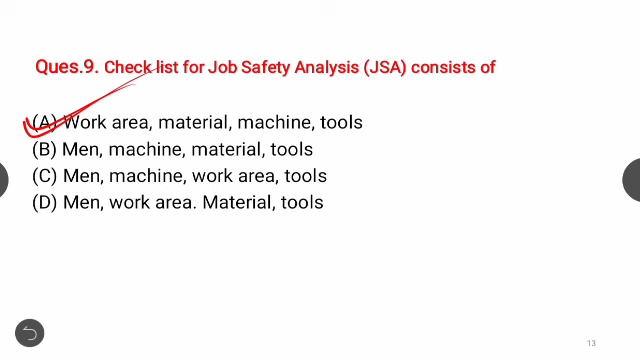 Ques.9. Check list for Job Safety Analysis (JSA) consists of
(A) Work area, material, machine, tools
(B) Men, machine, material, tools
(C) Men, machine, work area, tools
(D) Men, work area. Material, tools
13